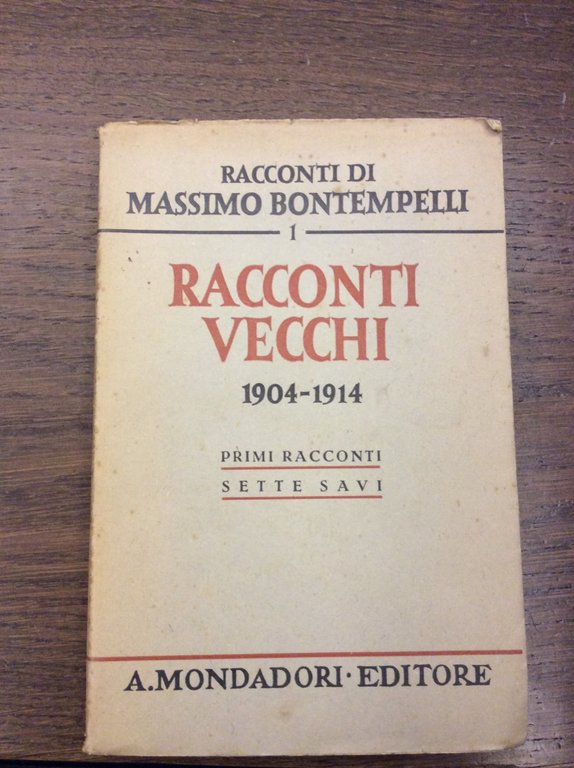 RACCONTI DI
MASSIMO BONTEMPELLI
1
RACCONTI
VECCHI
1904-1914
PRIMI RACCONTI
SETTE SAVI
A. MONDADORI · EDITORE